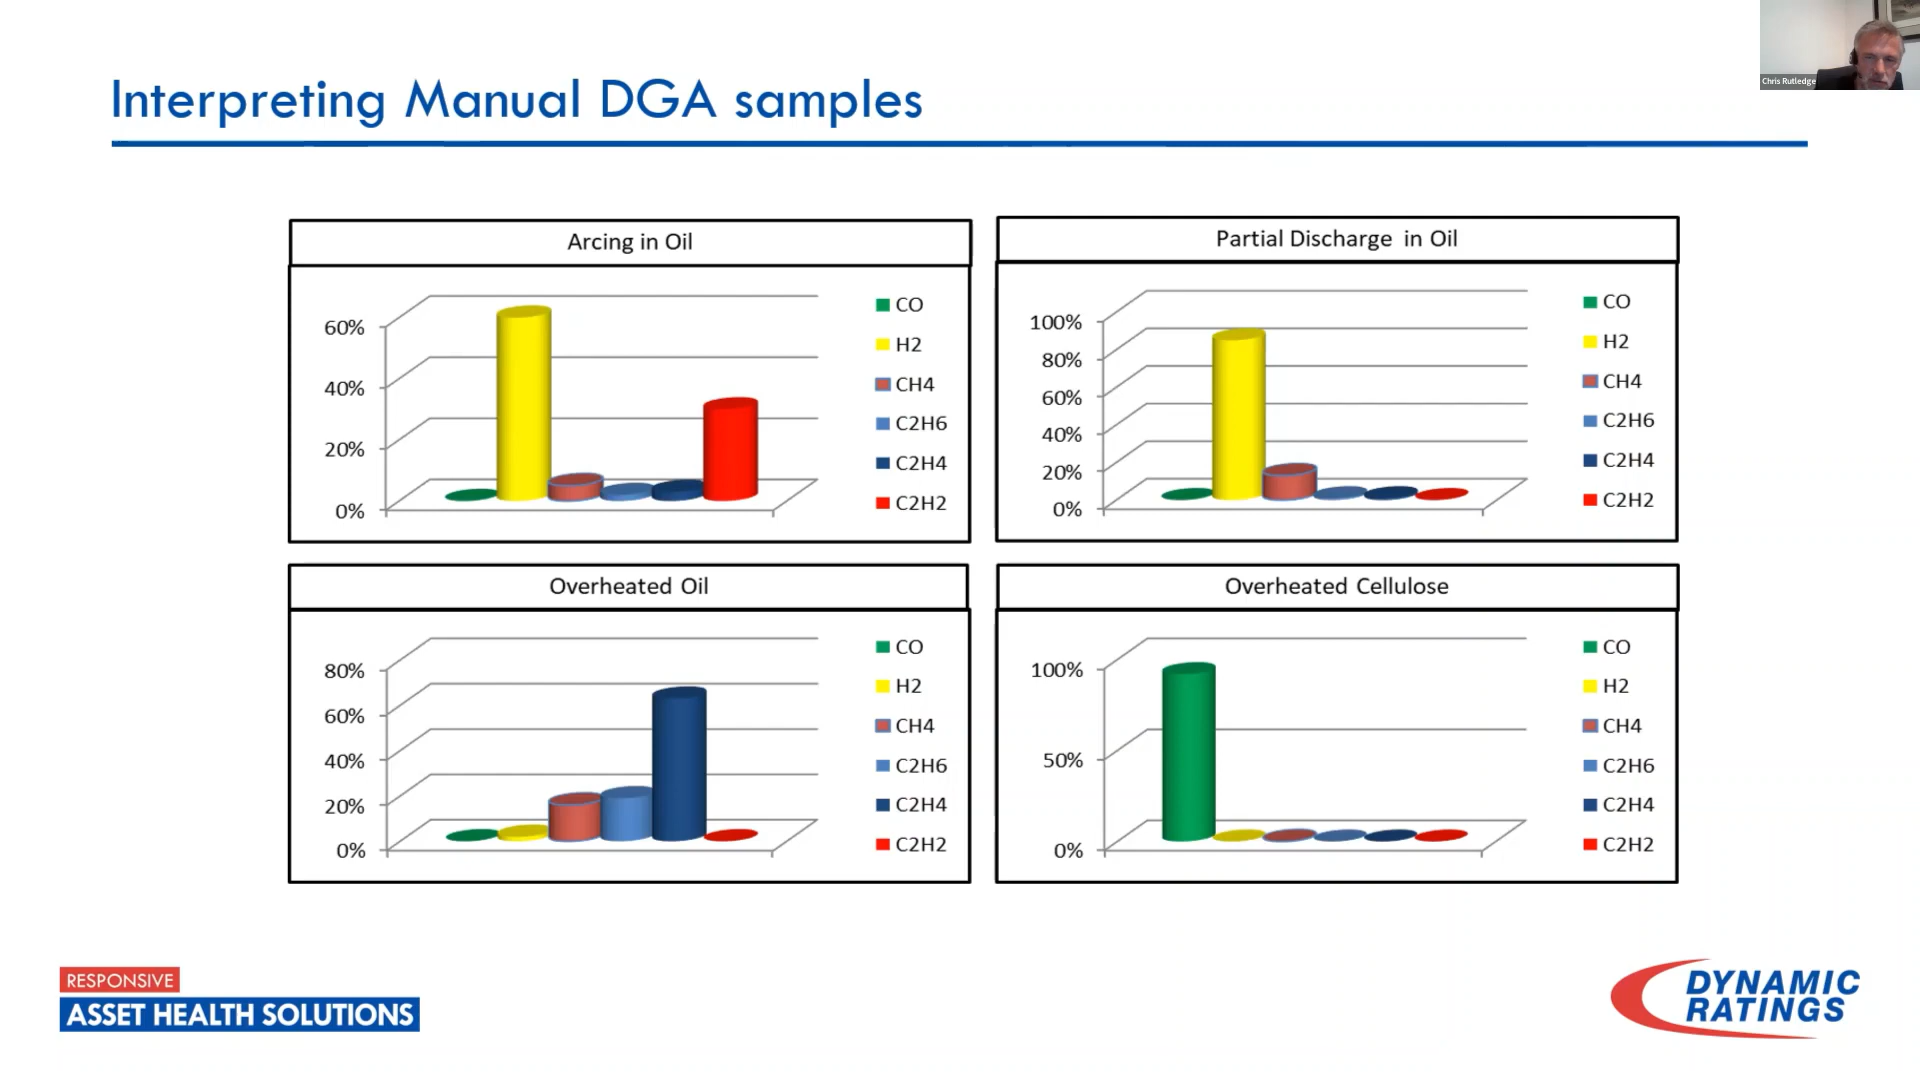 Chris Rutledge
Interpreting Manual DGA samples
Arcing in Oil
60%
40%
20%
0%
CO
H2
CH4
C2H6
C2H4
C2H2
Partial Discharge in Oil
100%
80%
60%
40%
20%
0%
CO
H2
CH4
C2H6
C2H4
C2H2
Overheated Oil
80%
60%
40%
20%
0%
CO
H2
CH4
C2H6
C2H4
C2H2
Overheated Cellulose
100%
50%
0%
CO
H2
CH4
C2H6
C2H4
C2H2
RESPONSIVE
ASSET HEALTH SOLUTIONS
DYNAMIC
RATINGS